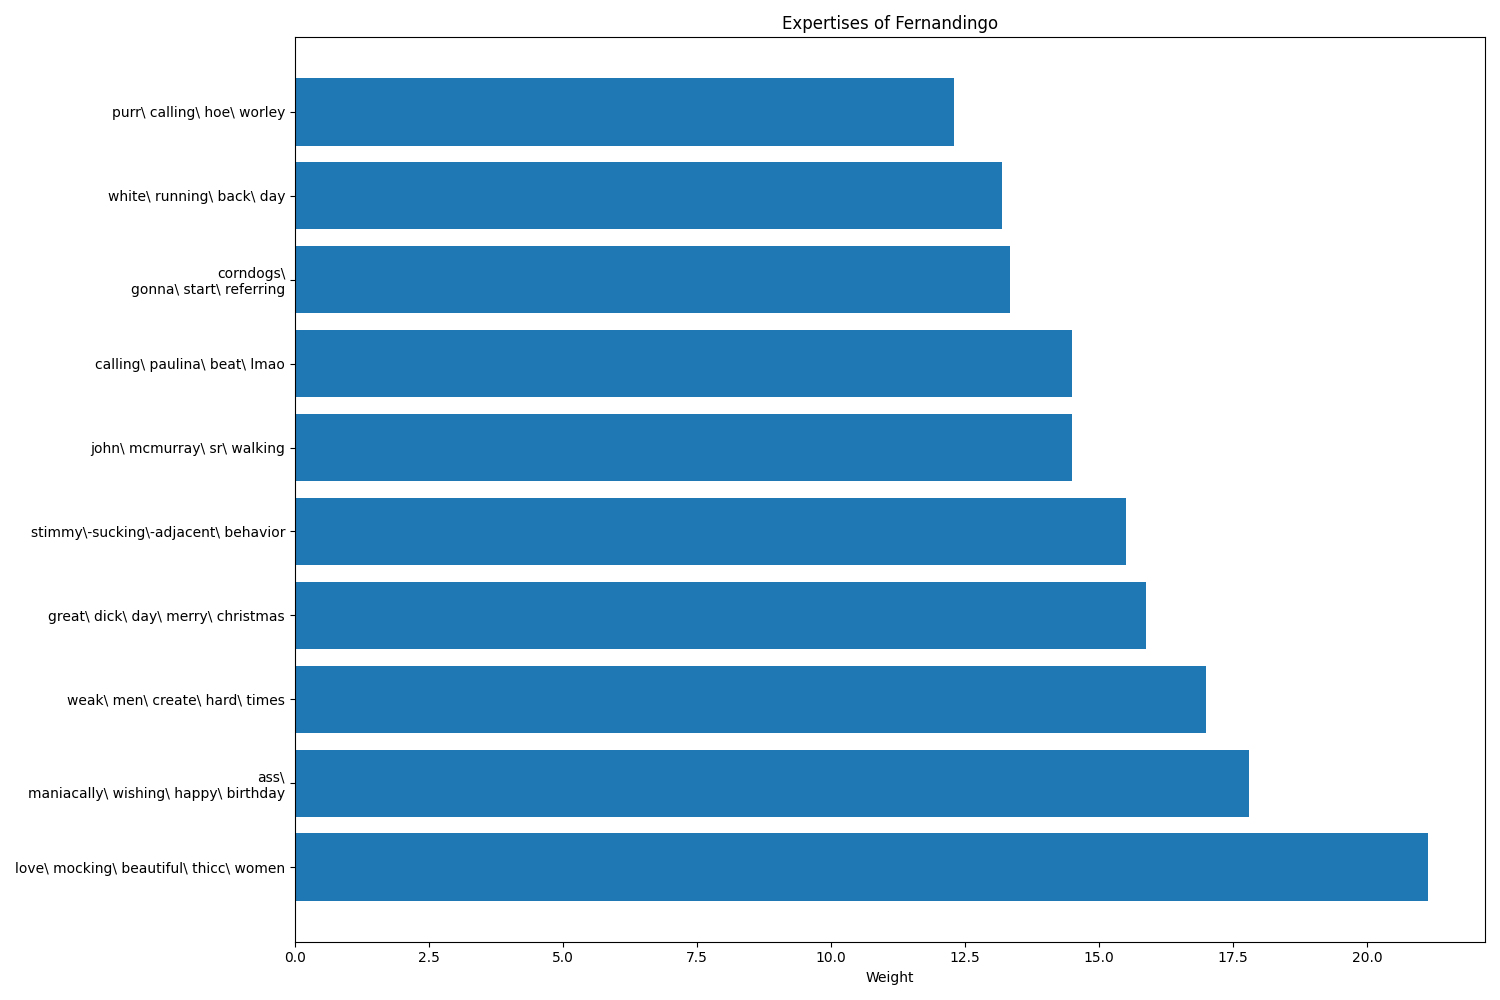 Expertises of Fernandingo
purr\ calling\ hoe\ worley
white\ running\ back\ day
corndogs\
gonna\ start\ referring
calling\ paulina\ beat\ lmao
john\ mcmurray\ sr\ walking
stimmy\-sucking\-adjacent\ behavior
great\ dick\ day\ merry\ christmas
weak\ men\ create\ hard\ times
ass\
maniacally\ wishing\ happy\ birthday
love\ mocking\ beautiful\ thicc\ women
0.0 2.5 5.0 7.5 10.0 12.5 15.0 17.5 20.0
Weight